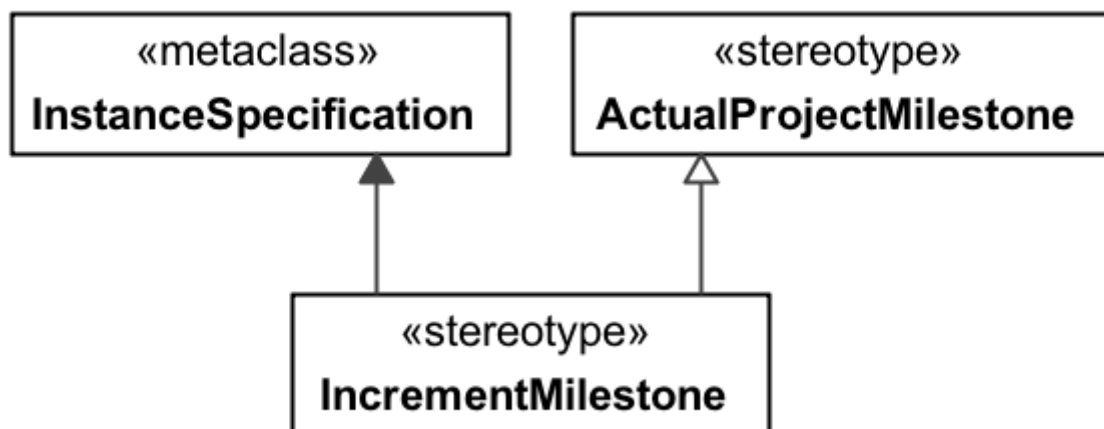 «metaclass»
InstanceSpecification
«stereotype»
ActualProjectMilestone
«stereotype»
IncrementMilestone